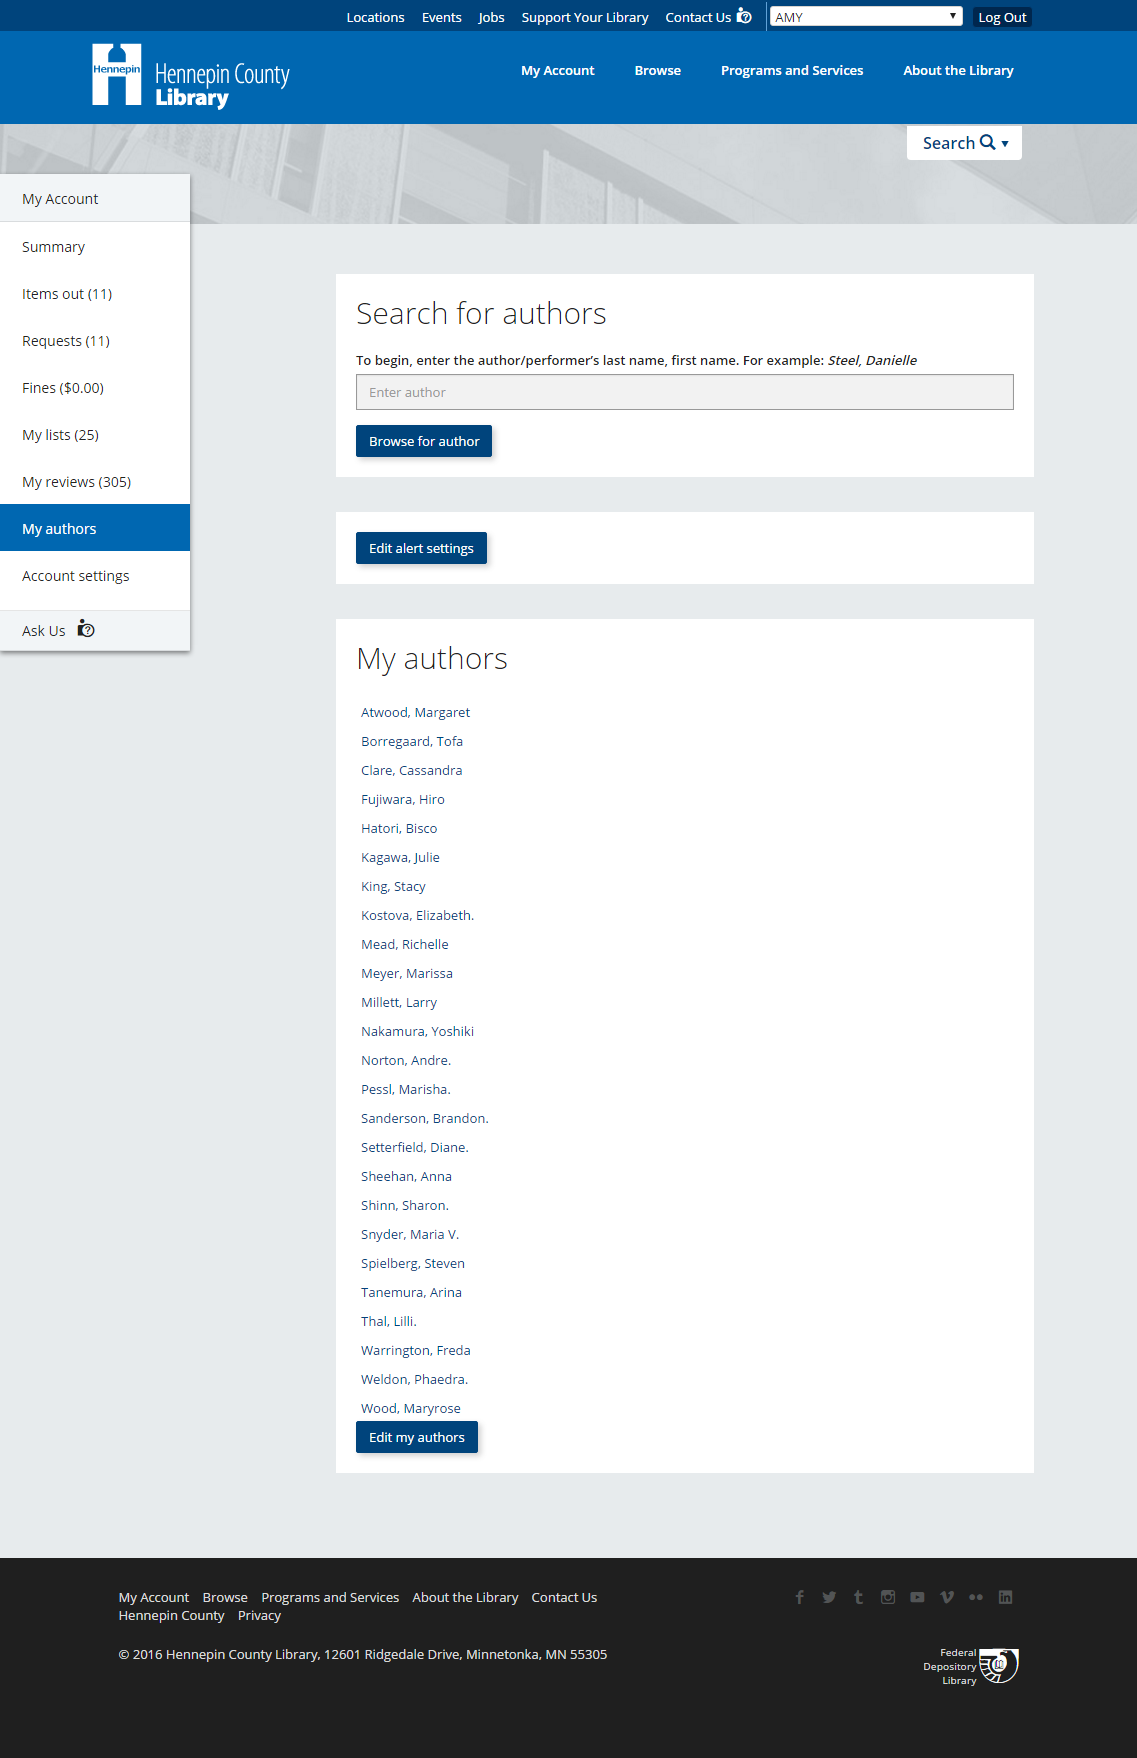 Locations Events Jobs Support Your Library Contact Us AMY Log Out
Hennepin
Hennepin County
Library
My Account Browse Programs and Services About the Library
Search
My Account
Summary
Items out (11)
Requests (11)
Fines ($0.00)
My lists (25)
My reviews (305)
My authors
Account settings
Ask Us
Search for authors
To begin, enter the author/performer's last name, first name. For example: Steel, Danielle
Enter author
Browse for author
Edit alert settings
My authors
Atwood, Margaret
Borregaard, Tofa
Clare, Cassandra
Fujiwara, Hiro
Hatori, Bisco
Kagawa, Julie
King, Stacy
Kostova, Elizabeth.
Mead, Richelle
Meyer, Marissa
Millett, Larry
Nakamura, Yoshiki
Norton, Andre.
Pessl, Marisha.
Sanderson, Brandon.
Setterfield, Diane.
Sheehan, Anna
Shinn, Sharon.
Snyder, Maria V.
Spielberg, Steven
Tanemura, Arina
Thal, Lilli.
Warrington, Freda
Weldon, Phaedra.
Wood, Maryrose
Edit my authors
My Account Browse Programs and Services About the Library Contact Us
Hennepin County Privacy
© 2016 Hennepin County Library, 12601 Ridgedale Drive, Minnetonka, MN 55305
Federal
Depository
Library